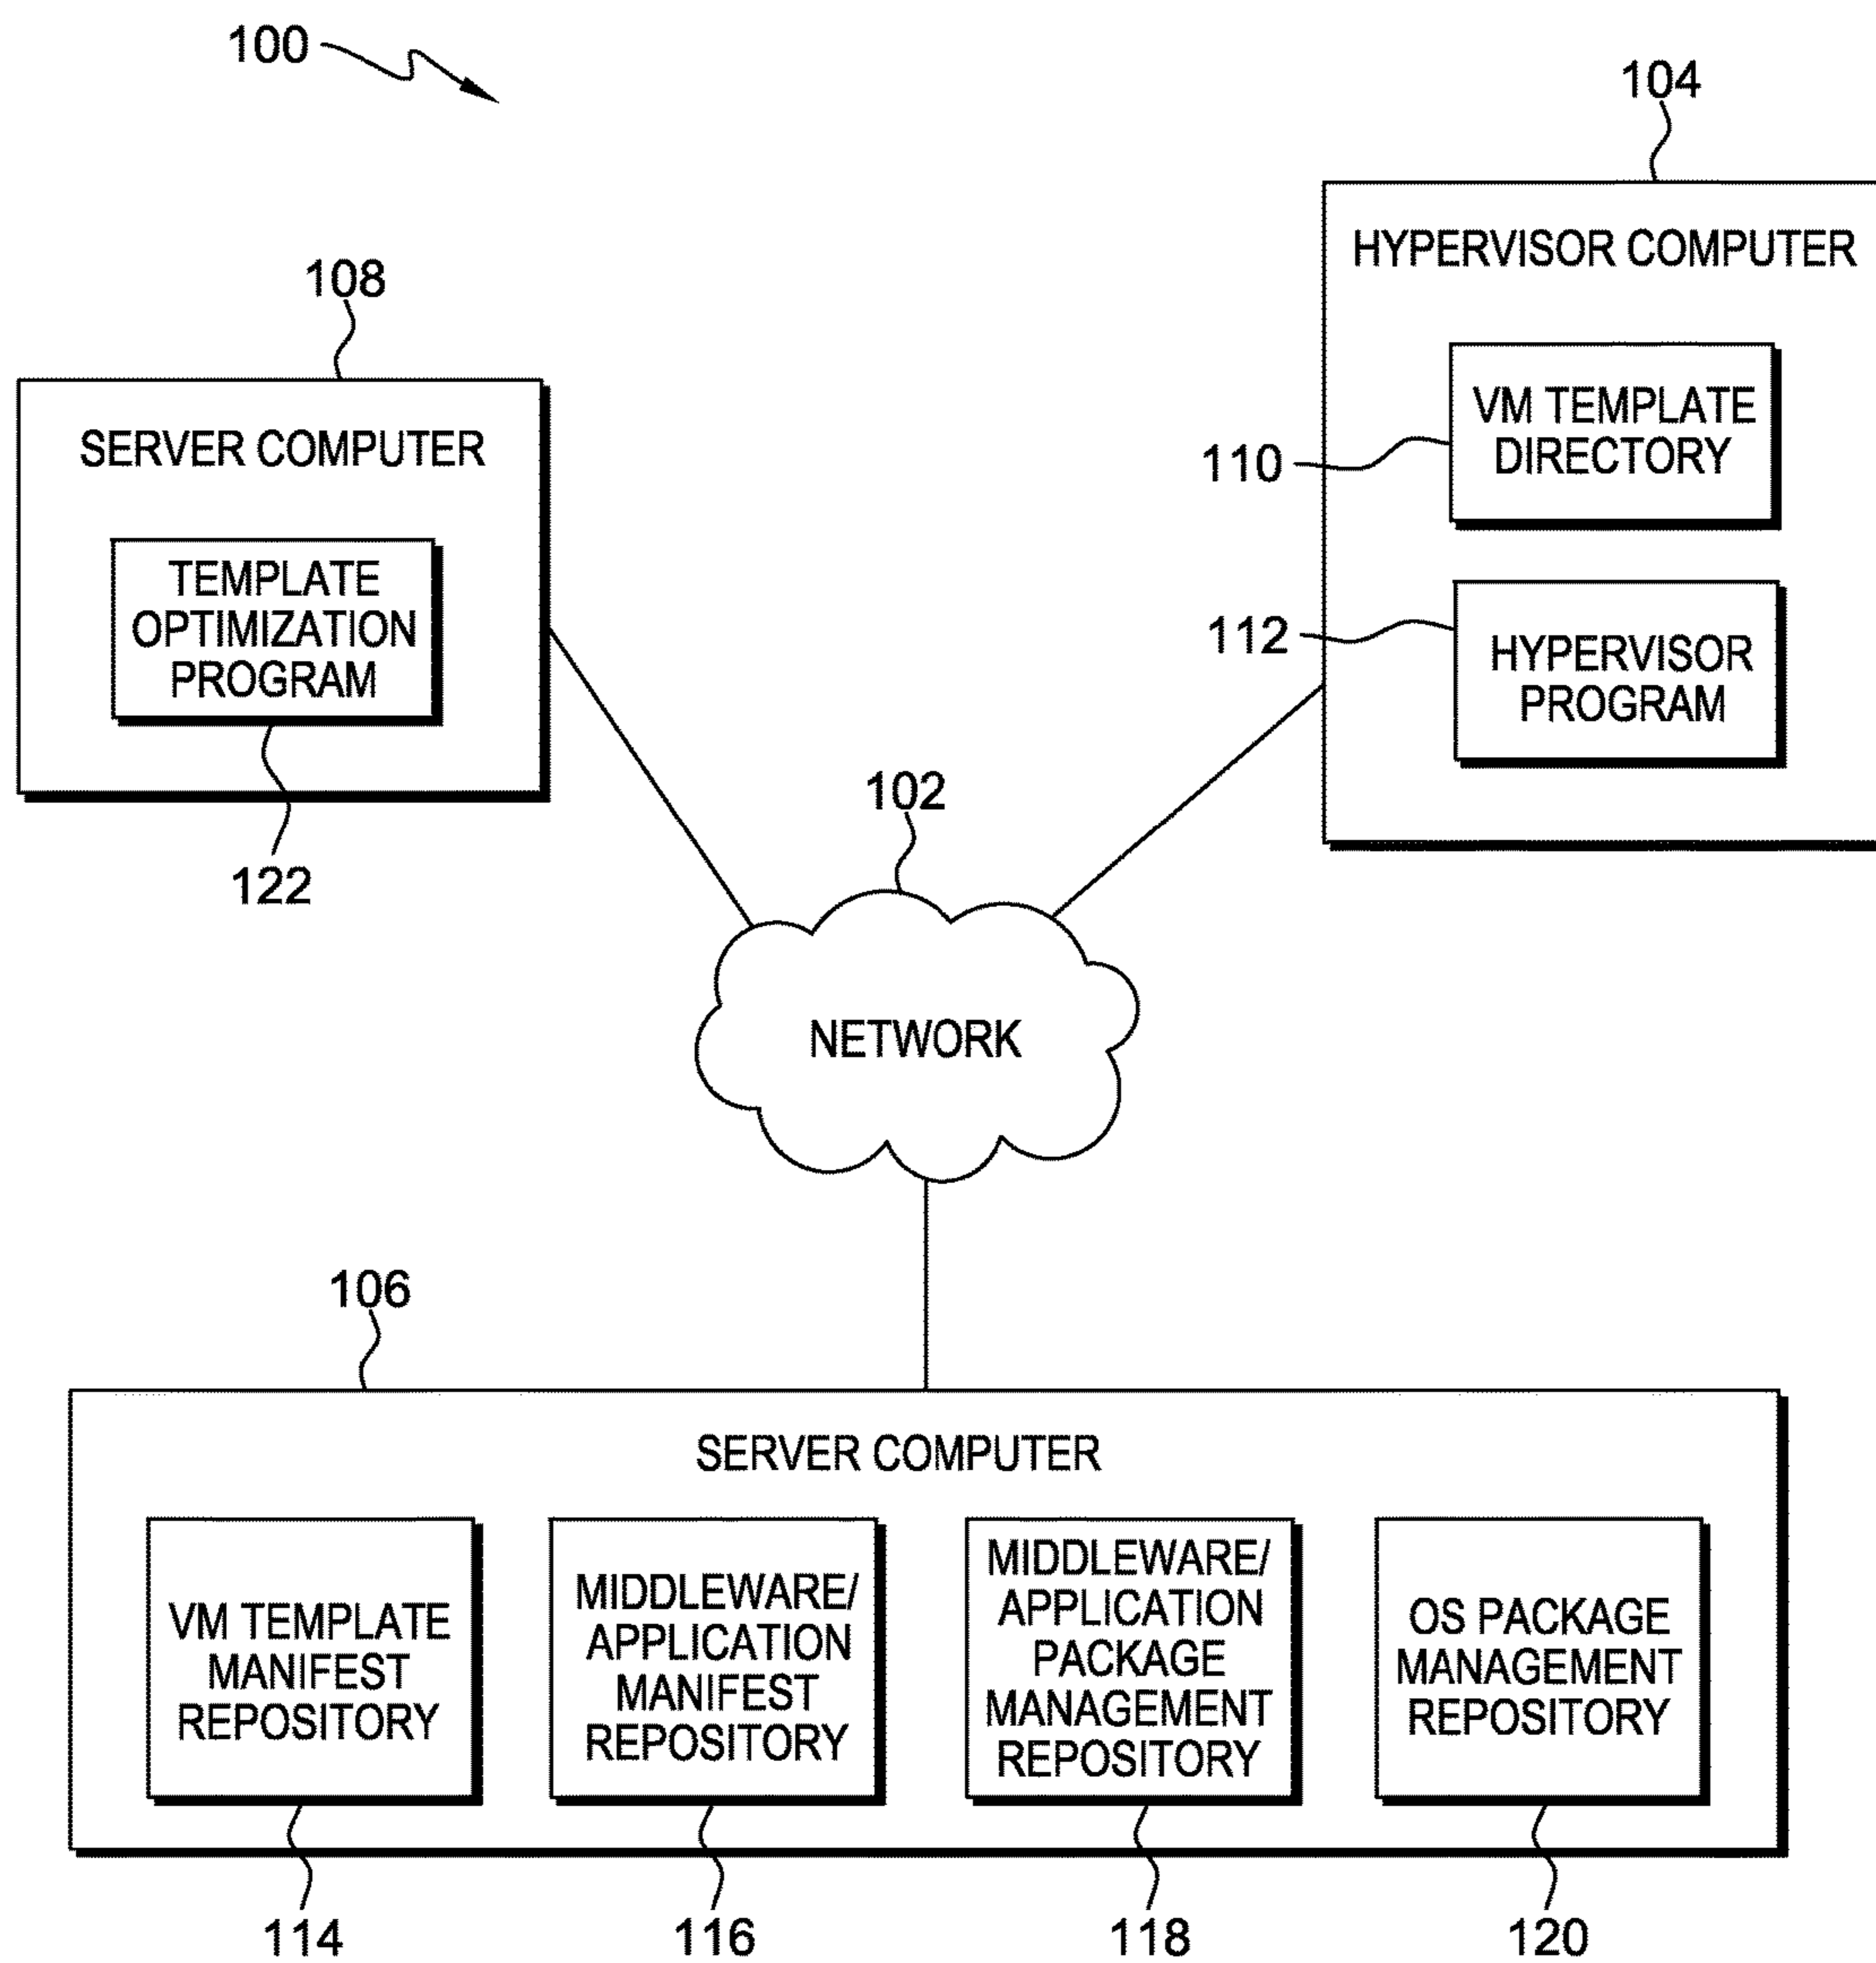 100
104
HYPERVISOR COMPUTER
108
SERVER COMPUTER
VM TEMPLATE
DIRECTORY
110
TEMPLATE
OPTIMIZATION
PROGRAM
112
HYPERVISOR
PROGRAM
122
102
NETWORK
106
SERVER COMPUTER
VM TEMPLATE
MANIFEST
REPOSITORY
MIDDLEWARE/
APPLICATION
MANIFEST
REPOSITORY
MIDDLEWARE/
APPLICATION
PACKAGE
MANAGEMENT
REPOSITORY
OS PACKAGE
MANAGEMENT
REPOSITORY
114
116
118
120